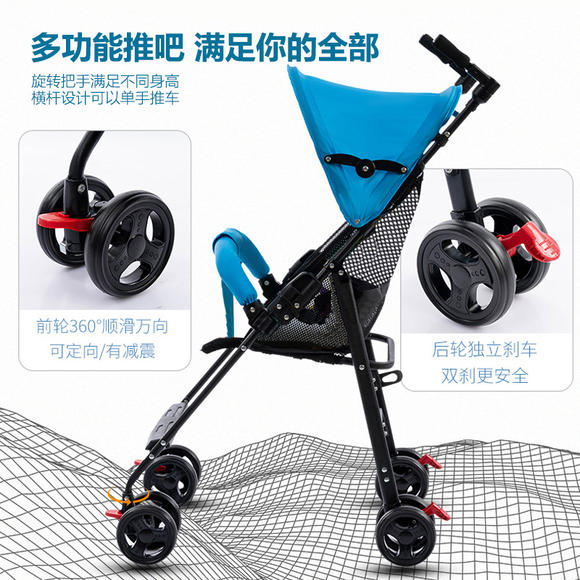 多功能推吧 满足你的全部
旋转把手满足不同身高
横杆设计可以单手推车
前轮360°顺滑万向
可定向/有减震
后轮独立刹车
双刹更安全